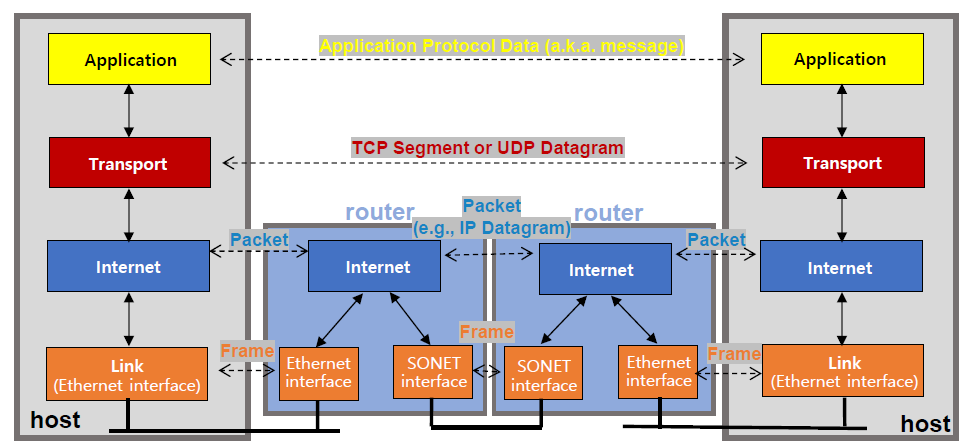 Application
Application Protocol Data (a.k.a. message)
Application
Transport
TCP Segment or UDP Datagram
Transport
router
Packet
(e.g., IP Datagram)
router
Packet
Packet
Internet
Internet
Internet
Internet
Frame
Frame
Frame
Link
(Ethernet interface)
Ethernet
interface
SONET
interface
SONET
interface
Ethernet
interface
Link
(Ethernet interface)
host
host